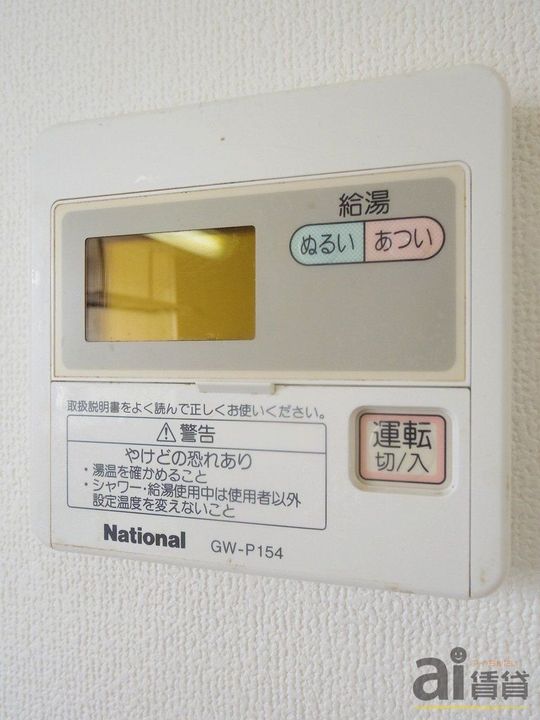 給湯
ぬるい あつい
取扱説明書をよく読んで正しくお使いください。
⚠警告
やけどの恐れあり
・湯温を確かめること
・シャワー・給湯使用中は使用者以外
設定温度を変えないこと
運転
切/入
National GW-P154
ai賃貸